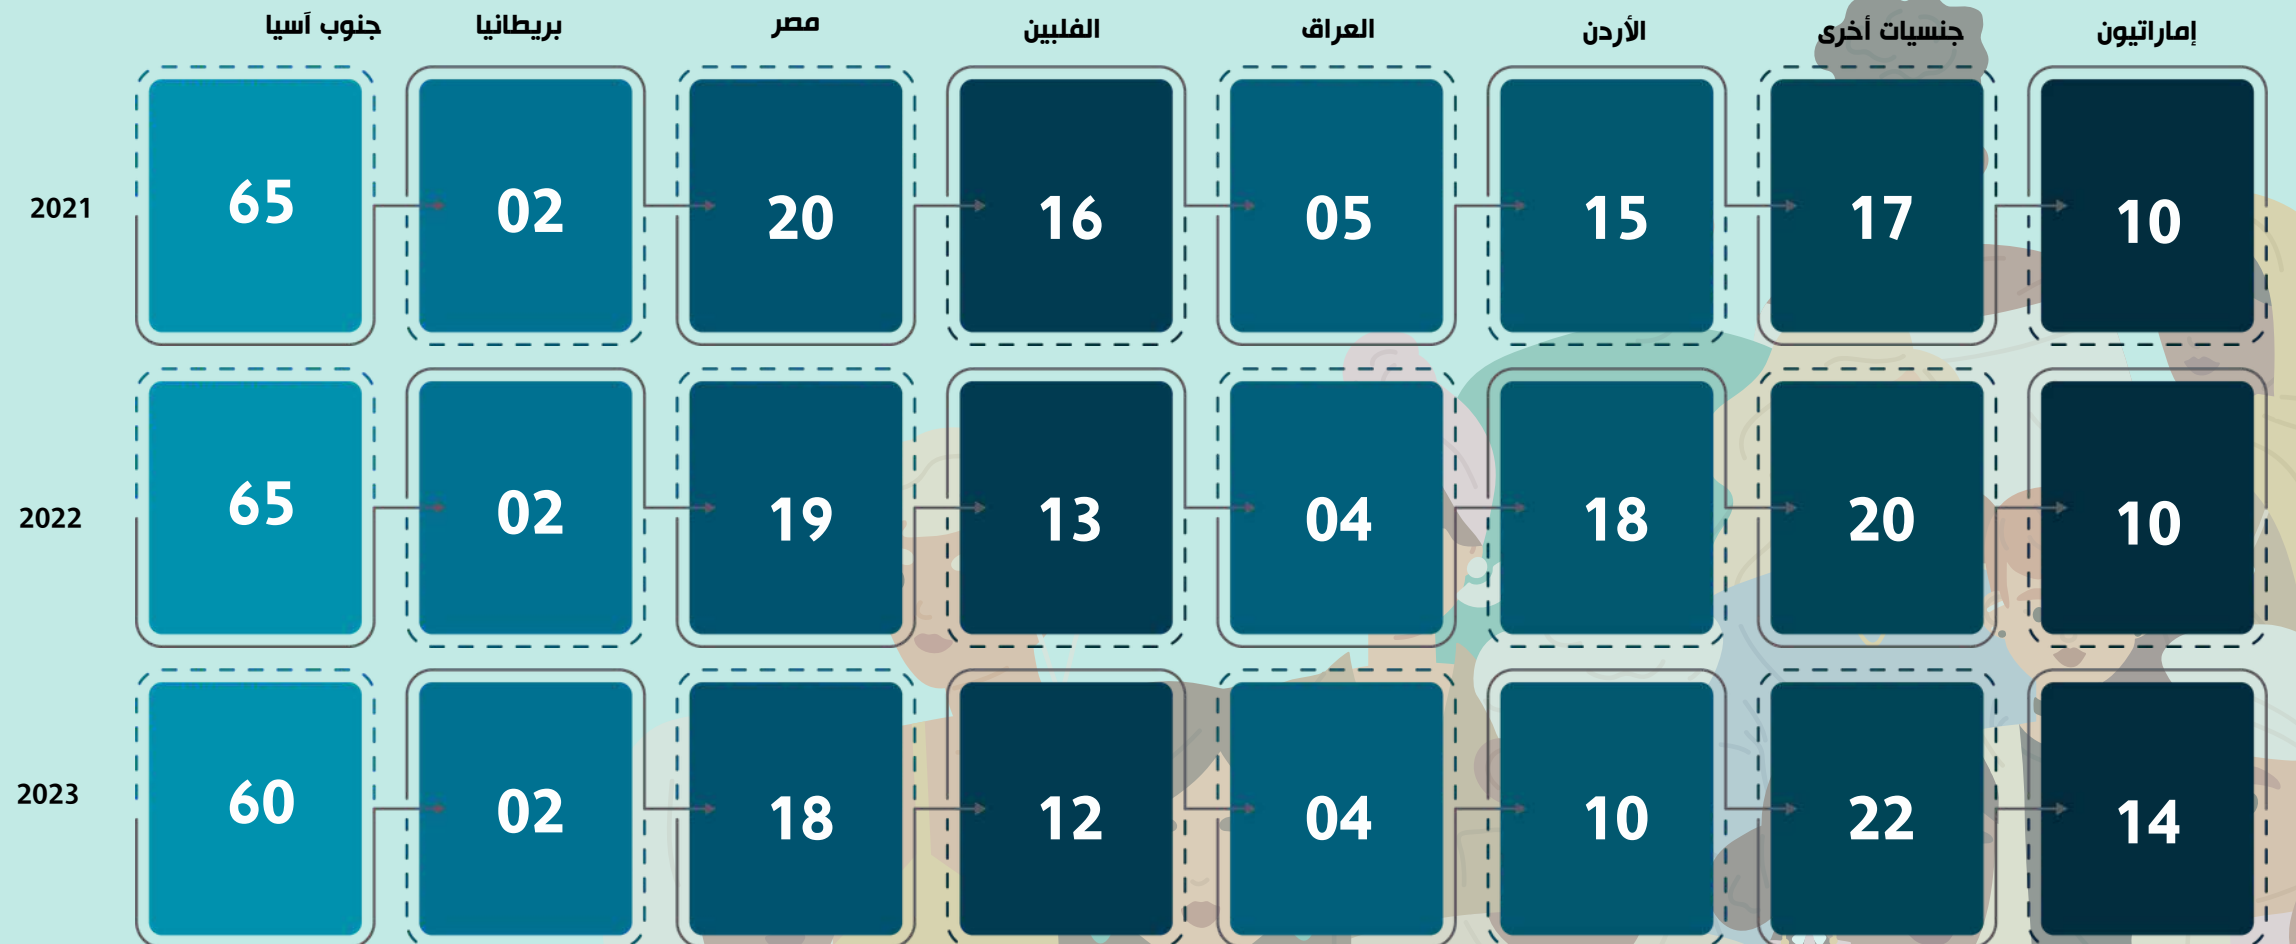 إماراتيون جنسيات أخرى الأردن العراق الفلبين مصر بريطانيا جنوب آسيا
2021 65 02 20 16 05 15 17 10
2022 65 02 19 13 04 18 20 10
2023 60 02 18 12 04 10 22 14